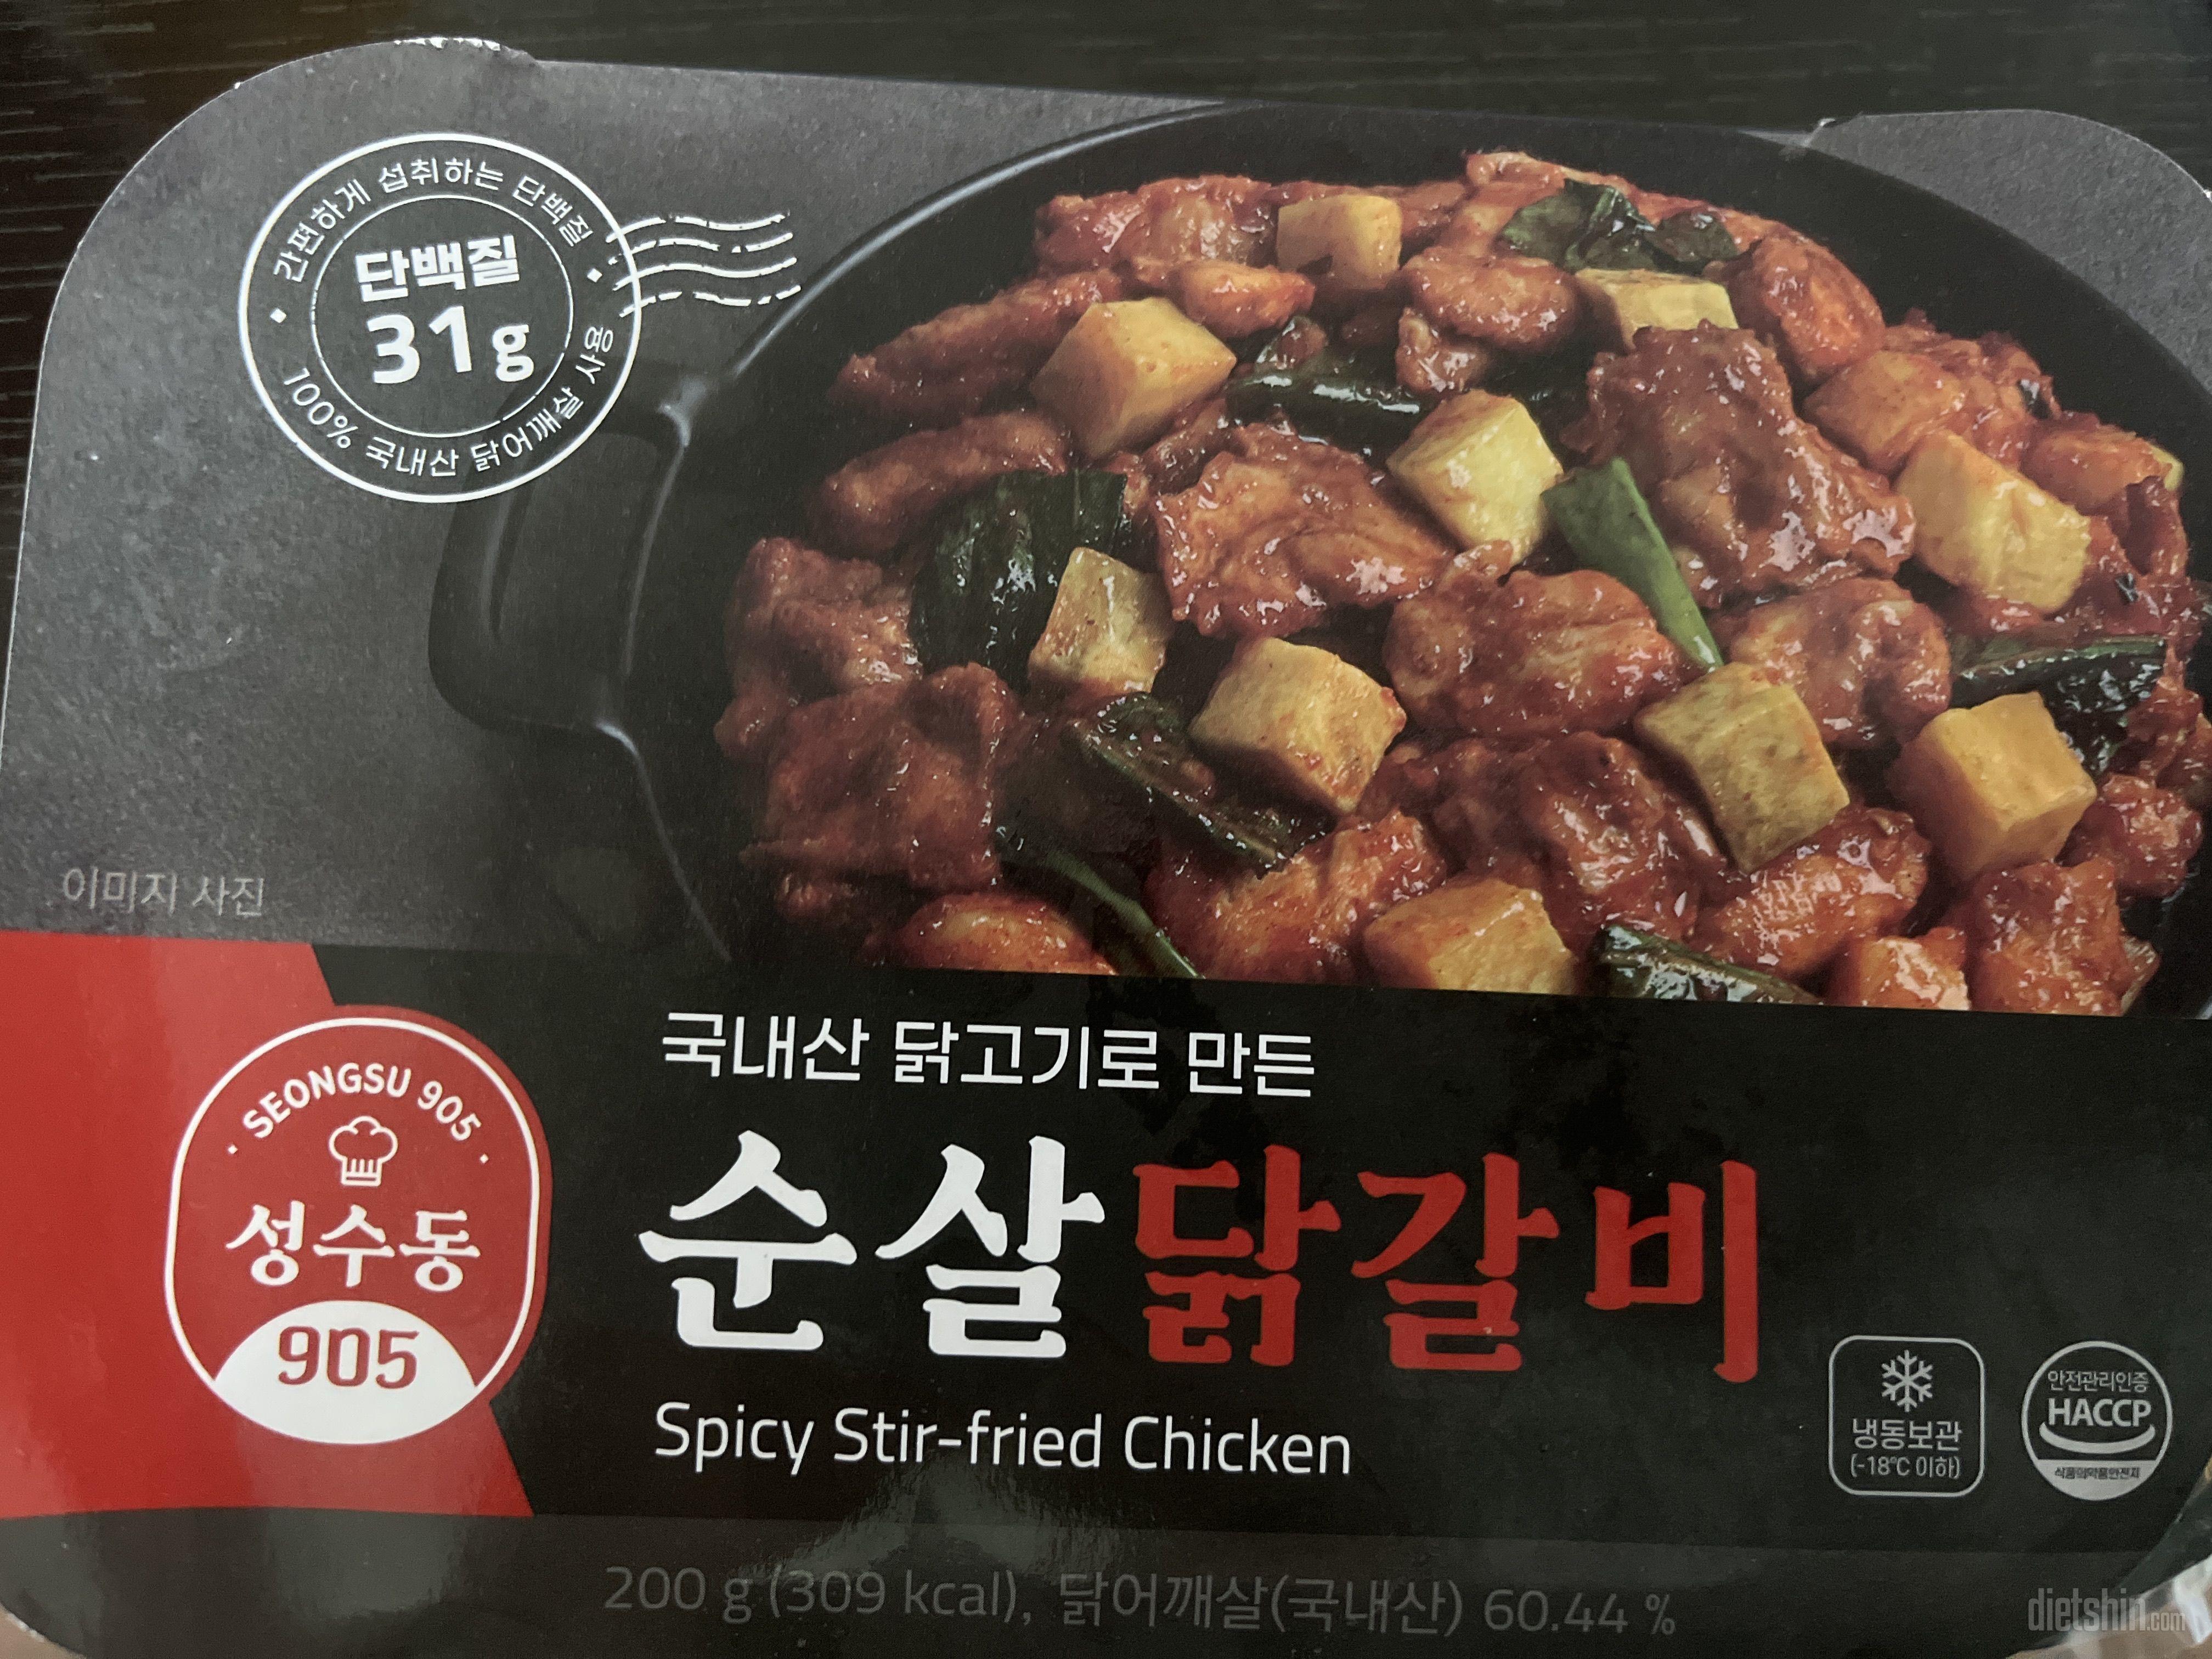 간편하게 섭취하는 단백질
단백질
31g
100% 국내산 닭어깨살 사용
이미지 사진
SEONGSU 905
성수동
905
국내산 닭고기로 만든
순살닭갈비
Spicy Stir-fried Chicken
냉동보관
(-18℃ 이하)
안전관리인증
HACCP
식품의약품안전처
200 g (309 kcal), 닭어깨살(국내산) 60.44 %
dietshin.com